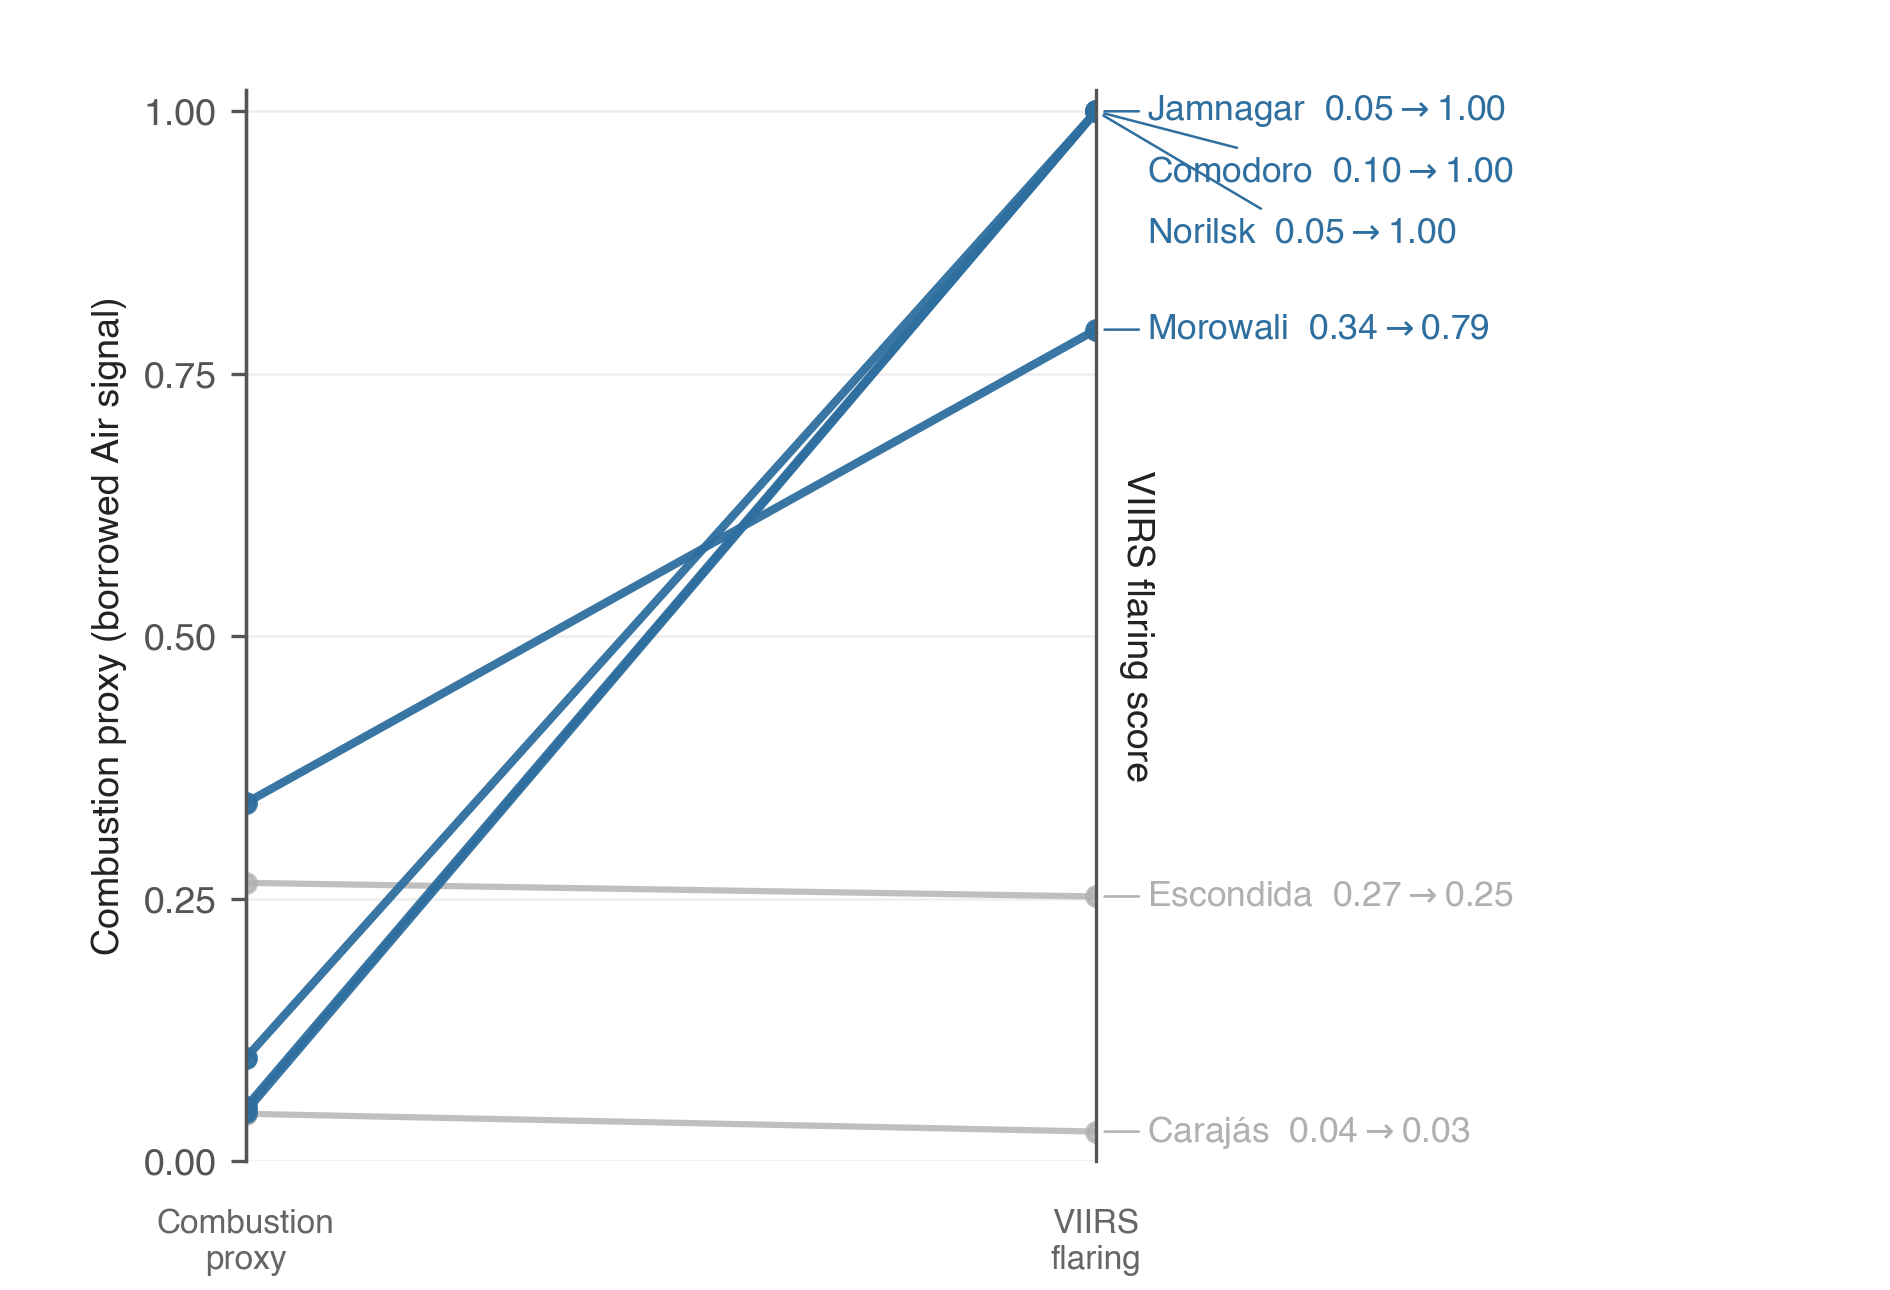 1.00
0.75
0.50
0.25
0.00
Combustion proxy (borrowed Air signal)
Jamnagar 0.05→1.00
Comodoro 0.10→1.00
Norilsk 0.05→1.00
Morowali 0.34→0.79
VIIRS flaring score
Escondida 0.27→0.25
Carajás 0.04→0.03
Combustion
proxy
VIIRS
flaring